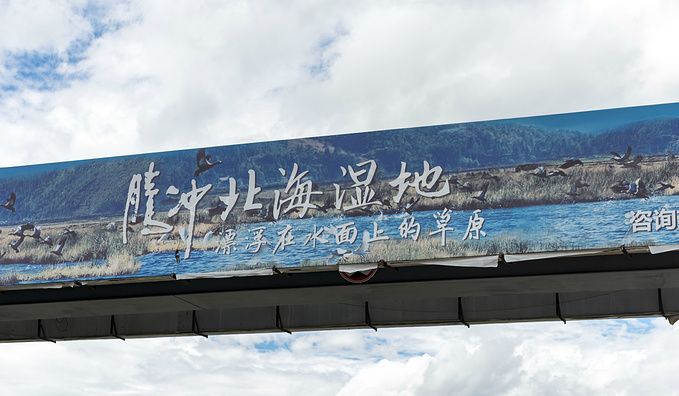 腾冲北海湿地
漂浮在水面上的草原
咨询